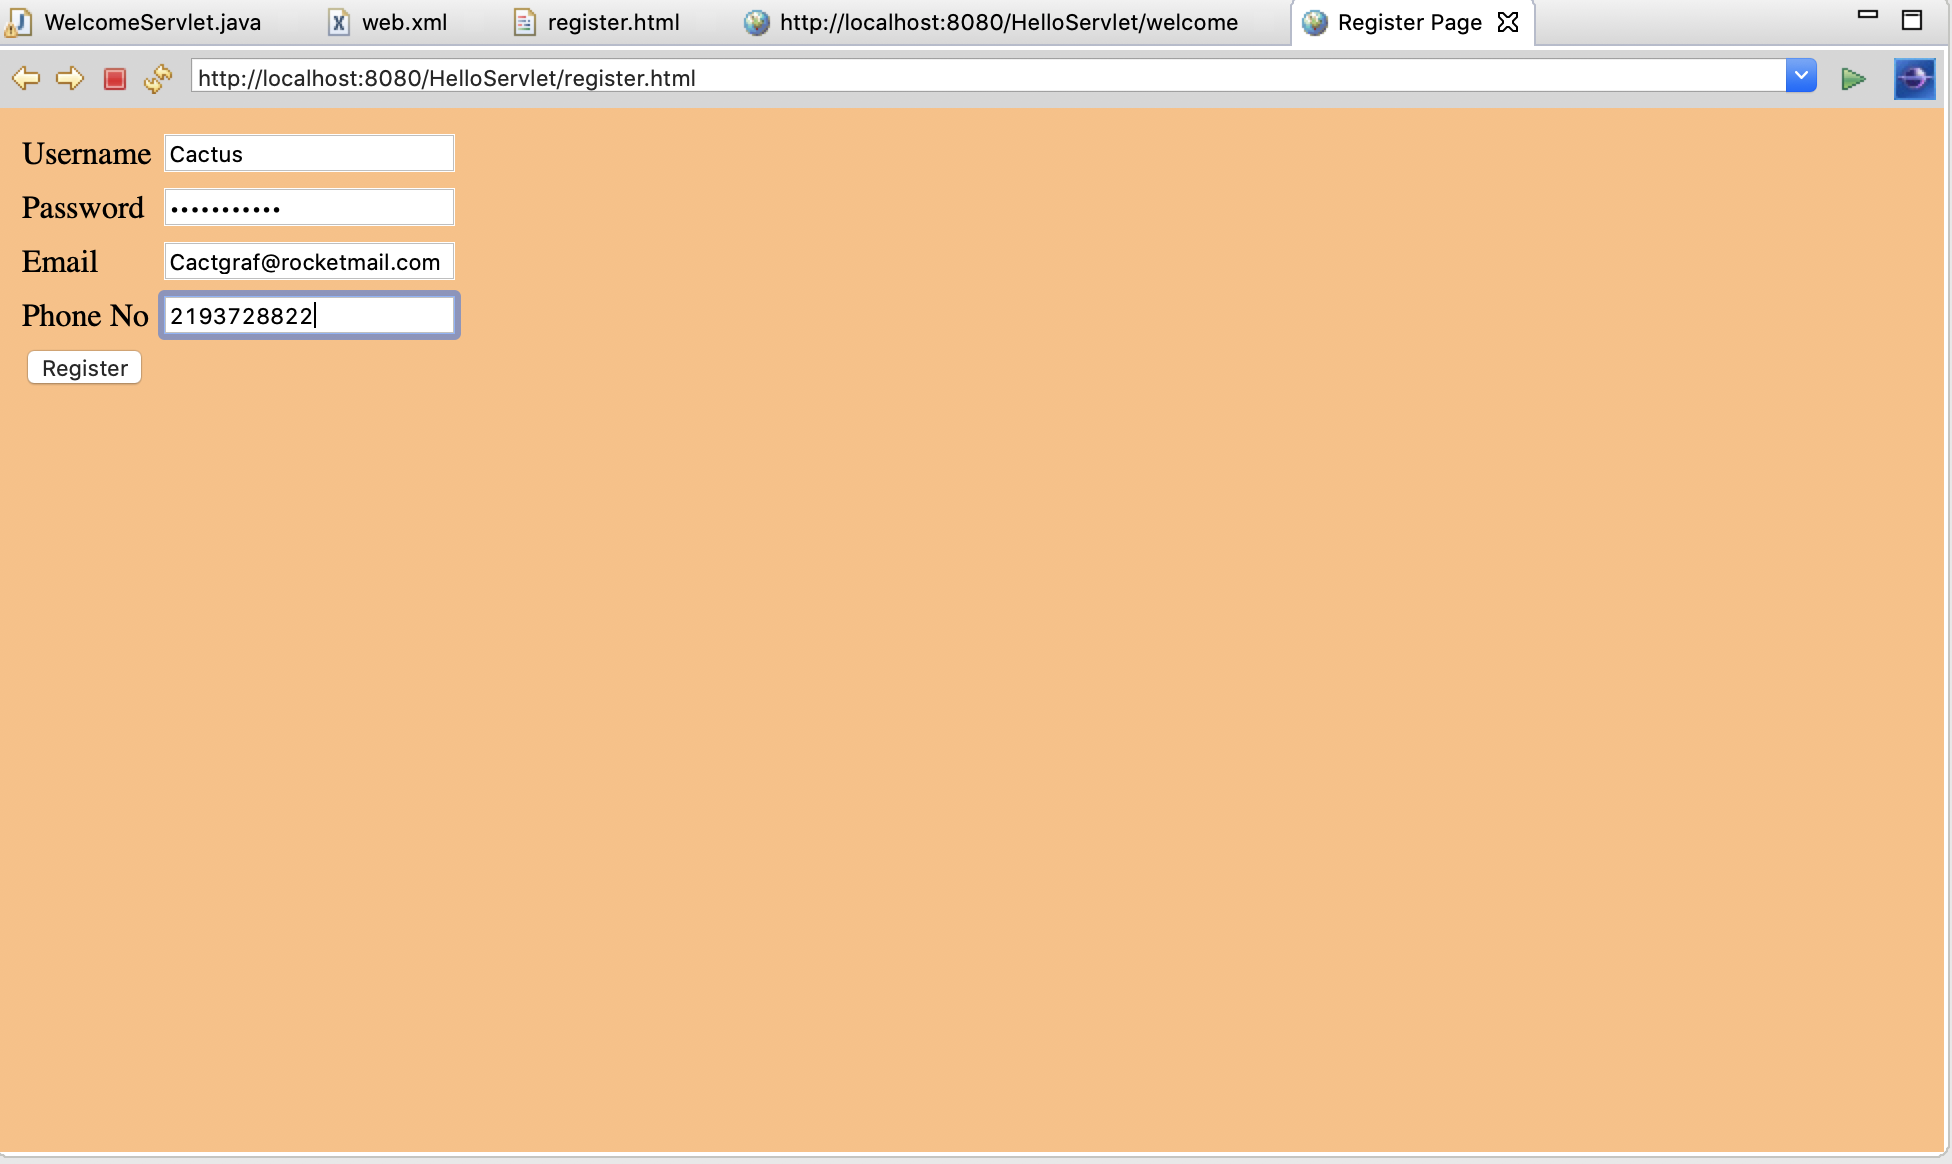 WelcomeServlet.java web.xml register.html http://localhost:8080/HelloServlet/welcome Register Page
http://localhost:8080/HelloServlet/register.html
Username Cactus
Password •••••••••••
Email Cactgraf@rocketmail.com
Phone No 2193728822
Register